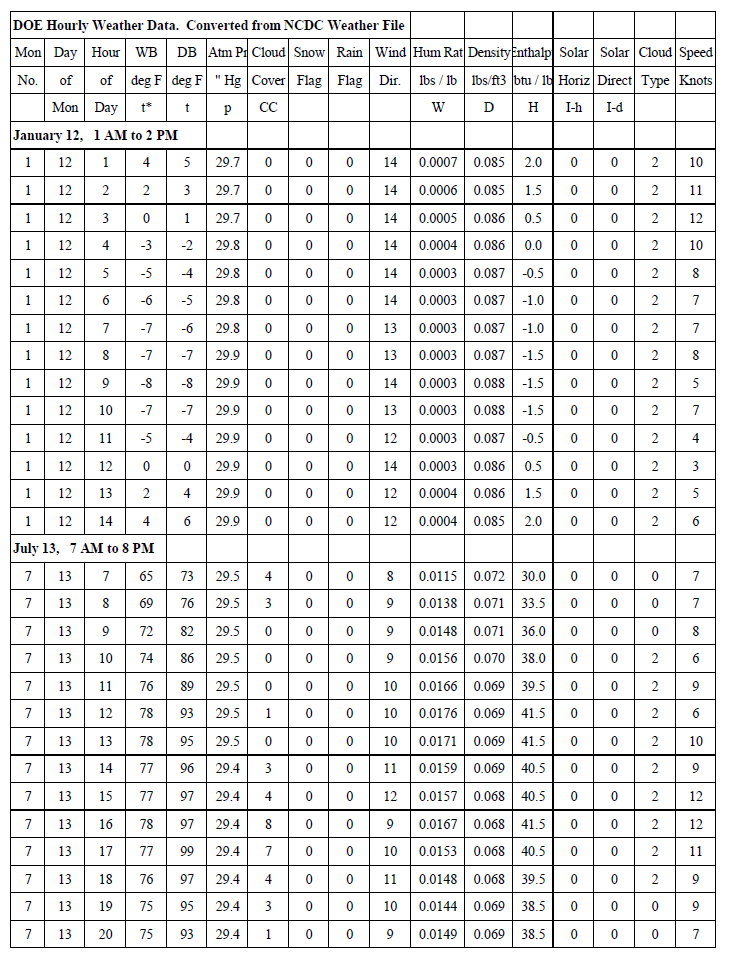 DOE Hourly Weather Data. Converted from NCDC Weather File
Mon Day Hour WB DB Atm Pr Cloud Snow Rain Wind Hum Rat Density Enthalp Solar Solar Cloud Speed
No. of of deg F deg F " Hg Cover Flag Flag Dir. lbs / lb lbs/ft3 btu / lb Horiz Direct Type Knots
Mon Day t* t p CC W D H I-h I-d
January 12, 1 AM to 2 PM
1 12 1 4 5 29.7 0 0 0 14 0.0007 0.085 2.0 0 0 2 10
1 12 2 2 3 29.7 0 0 0 14 0.0006 0.085 1.5 0 0 2 11
1 12 3 0 1 29.7 0 0 0 14 0.0005 0.086 0.5 0 0 2 12
1 12 4 -3 -2 29.8 0 0 0 14 0.0004 0.086 0.0 0 0 2 10
1 12 5 -5 -4 29.8 0 0 0 14 0.0003 0.087 -0.5 0 0 2 8
1 12 6 -6 -5 29.8 0 0 0 14 0.0003 0.087 -1.0 0 0 2 7
1 12 7 -7 -6 29.8 0 0 0 13 0.0003 0.087 -1.0 0 0 2 7
1 12 8 -7 -7 29.9 0 0 0 13 0.0003 0.087 -1.5 0 0 2 8
1 12 9 -8 -8 29.9 0 0 0 14 0.0003 0.088 -1.5 0 0 2 5
1 12 10 -7 -7 29.9 0 0 0 13 0.0003 0.088 -1.5 0 0 2 7
1 12 11 -5 -4 29.9 0 0 0 12 0.0003 0.087 -0.5 0 0 2 4
1 12 12 0 0 29.9 0 0 0 14 0.0003 0.086 0.5 0 0 2 3
1 12 13 2 4 29.9 0 0 0 12 0.0004 0.086 1.5 0 0 2 5
1 12 14 4 6 29.9 0 0 0 12 0.0004 0.085 2.0 0 0 2 6
July 13, 7 AM to 8 PM
7 13 7 65 73 29.5 4 0 0 8 0.0115 0.072 30.0 0 0 0 7
7 13 8 69 76 29.5 3 0 0 9 0.0138 0.071 33.5 0 0 0 7
7 13 9 72 82 29.5 0 0 0 9 0.0148 0.071 36.0 0 0 0 8
7 13 10 74 86 29.5 0 0 0 9 0.0156 0.070 38.0 0 0 2 6
7 13 11 76 89 29.5 0 0 0 10 0.0166 0.069 39.5 0 0 2 9
7 13 12 78 93 29.5 1 0 0 10 0.0176 0.069 41.5 0 0 2 6
7 13 13 78 95 29.5 0 0 0 10 0.0171 0.069 41.5 0 0 2 10
7 13 14 77 96 29.4 3 0 0 11 0.0159 0.069 40.5 0 0 2 9
7 13 15 77 97 29.4 4 0 0 12 0.0157 0.068 40.5 0 0 2 12
7 13 16 78 97 29.4 8 0 0 9 0.0167 0.068 41.5 0 0 2 12
7 13 17 77 99 29.4 7 0 0 10 0.0153 0.068 40.5 0 0 2 11
7 13 18 76 97 29.4 4 0 0 11 0.0148 0.068 39.5 0 0 2 9
7 13 19 75 95 29.4 3 0 0 10 0.0144 0.069 38.5 0 0 0 9
7 13 20 75 93 29.4 1 0 0 9 0.0149 0.069 38.5 0 0 0 7